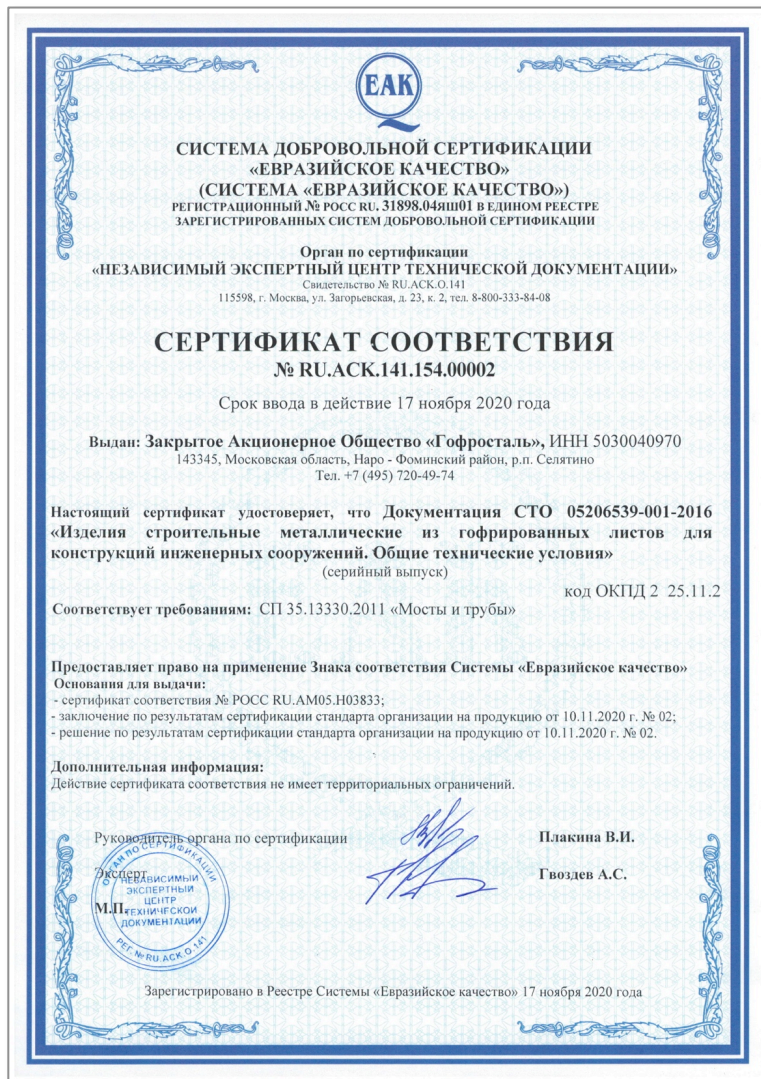 ЕАК
СИСТЕМА ДОБРОВОЛЬНОЙ СЕРТИФИКАЦИИ
«ЕВРАЗИЙСКОЕ КАЧЕСТВО»
(СИСТЕМА «ЕВРАЗИЙСКОЕ КАЧЕСТВО»)
РЕГИСТРАЦИОННЫЙ № РОСС RU. 31898.04яш01 В ЕДИНОМ РЕЕСТРЕ
ЗАРЕГИСТРИРОВАННЫХ СИСТЕМ ДОБРОВОЛЬНОЙ СЕРТИФИКАЦИИ
Орган по сертификации
«НЕЗАВИСИМЫЙ ЭКСПЕРТНЫЙ ЦЕНТР ТЕХНИЧЕСКОЙ ДОКУМЕНТАЦИИ»
Свидетельство № RU.АСК.О.141
115598, г. Москва, ул. Загорьевская, д. 23, к. 2, тел. 8-800-333-84-08
СЕРТИФИКАТ СООТВЕТСТВИЯ
№ RU.АСК.141.154.00002
Срок ввода в действие 17 ноября 2020 года
Выдан: Закрытое Акционерное Общество «Гофросталь», ИНН 5030040970
143345, Московская область, Наро - Фоминский район, р.п. Селятино
Тел. +7 (495) 720-49-74
Настоящий сертификат удостоверяет, что Документация СТО 05206539-001-2016
«Изделия строительные металлические из гофрированных листов для
конструкций инженерных сооружений. Общие технические условия»
(серийный выпуск)
код ОКПД 2 25.11.2
Соответствует требованиям: СП 35.13330.2011 «Мосты и трубы»
Предоставляет право на применение Знака соответствия Системы «Евразийское качество»
Основания для выдачи:
- сертификат соответствия № РОСС RU.АМ05.Н03833;
- заключение по результатам сертификации стандарта организации на продукцию от 10.11.2020 г. № 02;
- решение по результатам сертификации стандарта организации на продукцию от 10.11.2020 г. № 02.
Дополнительная информация:
Действие сертификата соответствия не имеет территориальных ограничений.
Руководитель органа по сертификации Плакина В.И.
Эксперт Гвоздев А.С.
М.П.
ОРГАН ПО СЕРТИФИКАЦИИ
НЕЗАВИСИМЫЙ
ЭКСПЕРТНЫЙ
ЦЕНТР
ТЕХНИЧЕСКОЙ
ДОКУМЕНТАЦИИ
РЕГ.№ RU.АСК.О.141
Зарегистрировано в Реестре Системы «Евразийское качество» 17 ноября 2020 года